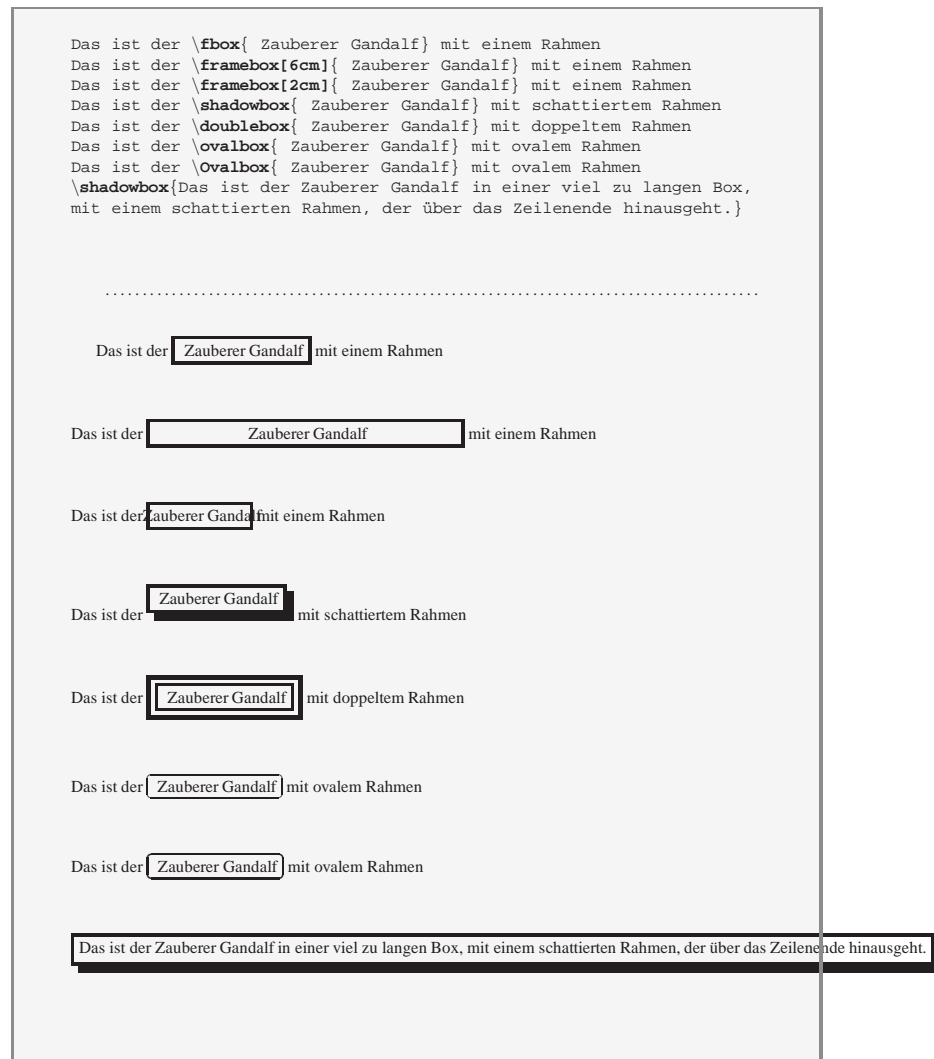 Das ist der \fbox{ Zauberer Gandalf} mit einem Rahmen
Das ist der \framebox[6cm]{ Zauberer Gandalf} mit einem Rahmen
Das ist der \framebox[2cm]{ Zauberer Gandalf} mit einem Rahmen
Das ist der \shadowbox{ Zauberer Gandalf} mit schattiertem Rahmen
Das ist der \doublebox{ Zauberer Gandalf} mit doppeltem Rahmen
Das ist der \ovalbox{ Zauberer Gandalf} mit ovalem Rahmen
Das ist der \Ovalbox{ Zauberer Gandalf} mit ovalem Rahmen
\shadowbox{Das ist der Zauberer Gandalf in einer viel zu langen Box,
mit einem schattierten Rahmen, der über das Zeilenende hinausgeht.}
Das ist der Zauberer Gandalf mit einem Rahmen
Das ist der Zauberer Gandalf mit einem Rahmen
Das ist der Zauberer Gandalf mit einem Rahmen
Das ist der Zauberer Gandalf mit schattiertem Rahmen
Das ist der Zauberer Gandalf mit doppeltem Rahmen
Das ist der Zauberer Gandalf mit ovalem Rahmen
Das ist der Zauberer Gandalf mit ovalem Rahmen
Das ist der Zauberer Gandalf in einer viel zu langen Box, mit einem schattierten Rahmen, der über das Zeilenende hinausgeht.